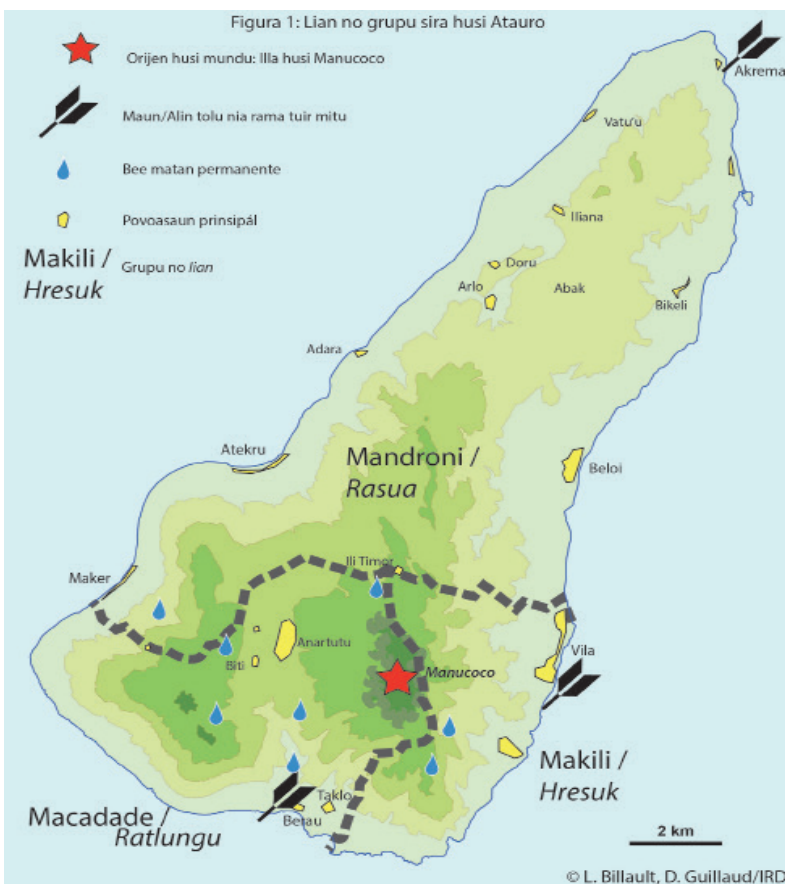 Figura 1: Lian no grupu sira husi Atauro
Orijen husi mundu: Illa husi Manucoco
Maun/Alin tolu nia rama tuir mitu
Bee matan permanente
Povoasaun prinsipál
Makili /
Hresuk
Grupu no lian
Akrema
Vatu'u
Iliana
Doru
Arlo
Abak
Bikeli
Adara
Atekru
Mandroni /
Rasua
Beloi
Maker
Ili Timor
Anartutu
Biti
Manucoco
Vila
Makili /
Hresuk
Macadade /
Ratlungu
Taklo
Berau
2 km
© L. Billault, D. Guillaud/IRD